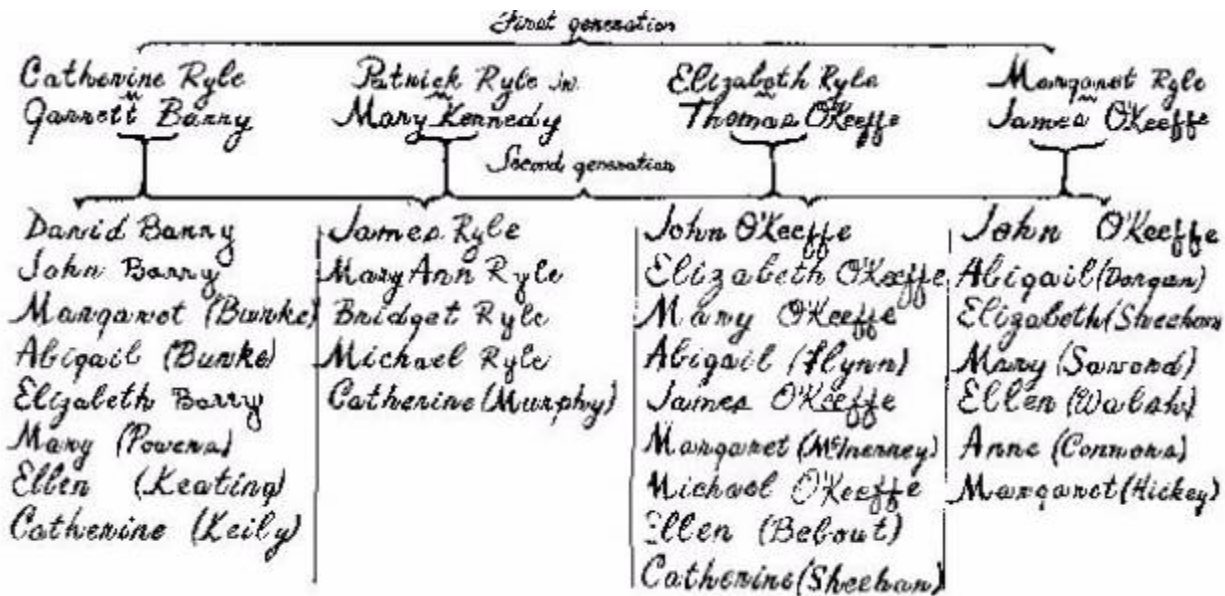 First generation
Catherine Ryle
Garrett Barry
Patrick Ryle Jr.
Mary Kennedy
Elizabeth Ryle
Thomas O'Keeffe
Margaret Ryle
James O'Keeffe
Second generation
David Barry
John Barry
Margaret (Burke)
Abigail (Burke)
Elizabeth Barry
Mary (Powers)
Ellen (Keating)
Catherine (Keily)
James Ryle
Mary Ann Ryle
Bridget Ryle
Michael Ryle
Catherine (Murphy)
John O'Keeffe
Elizabeth O'Keeffe
Mary O'Keeffe
Abigail (Flynn)
James O'Keeffe
Margaret (McInerney)
Michael O'Keeffe
Ellen (Bebout)
Catherine (Sheehan)
John O'Keeffe
Abigail (Dorgan)
Elizabeth (Sheehan)
Mary
Ellen (Walsh)
Anne (Connors)
Margaret (Hickey)